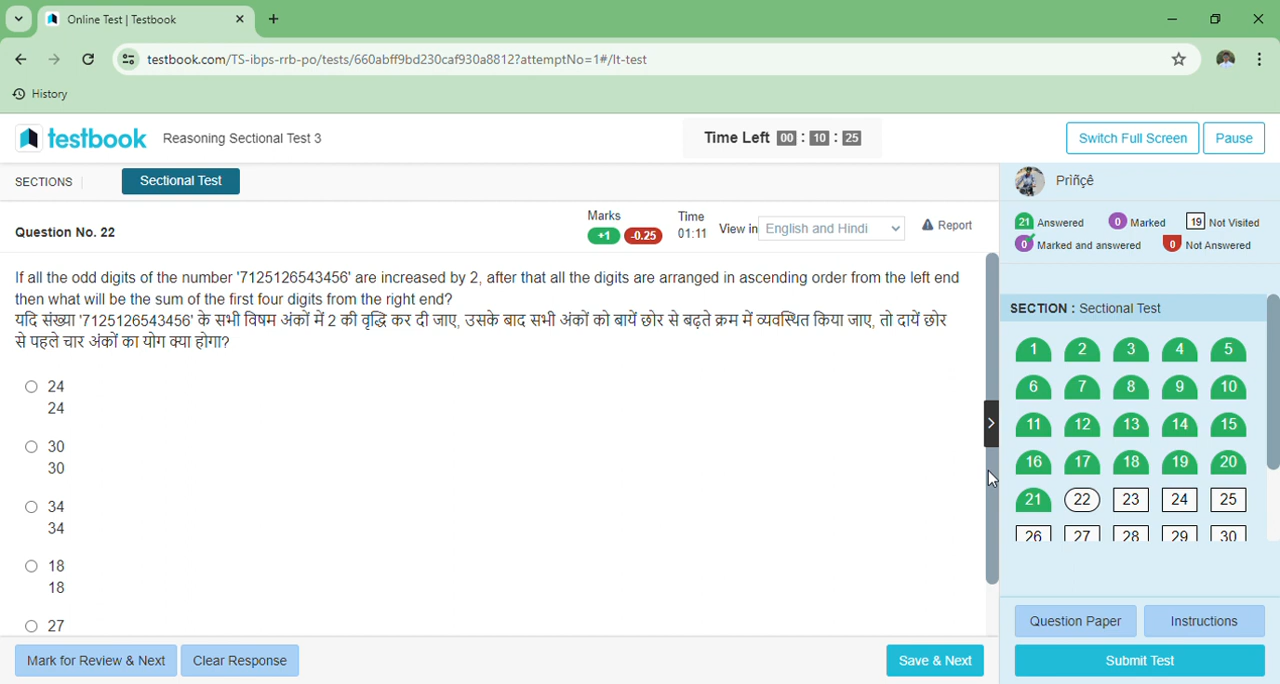 Online Test | Testbook
testbook.com/TS-ibps-rrb-po/tests/660abff9bd230caf930a8812?attemptNo=1#/lt-test
History
testbook
Reasoning Sectional Test 3
Time Left 00 : 10 : 25
Switch Full Screen
Pause
SECTIONS
Sectional Test
Prìñçê
Question No. 22
Marks
+1 -0.25
Time
01:11
View in English and Hindi
Report
21 Answered 0 Marked 19 Not Visited
0 Marked and answered 0 Not Answered
If all the odd digits of the number '7125126543456' are increased by 2, after that all the digits are arranged in ascending order from the left end
then what will be the sum of the first four digits from the right end?
यदि संख्या '7125126543456' के सभी विषम अंकों में 2 की वृद्धि कर दी जाए, उसके बाद सभी अंकों को बायें छोर से बढ़ते क्रम में व्यवस्थित किया जाए, तो दायें छोर
से पहले चार अंकों का योग क्या होगा?
24
24
30
30
34
34
18
18
27
SECTION : Sectional Test
1 2 3 4 5
6 7 8 9 10
11 12 13 14 15
16 17 18 19 20
21 22 23 24 25
26 27 28 29 30
Question Paper
Instructions
Mark for Review & Next
Clear Response
Save & Next
Submit Test